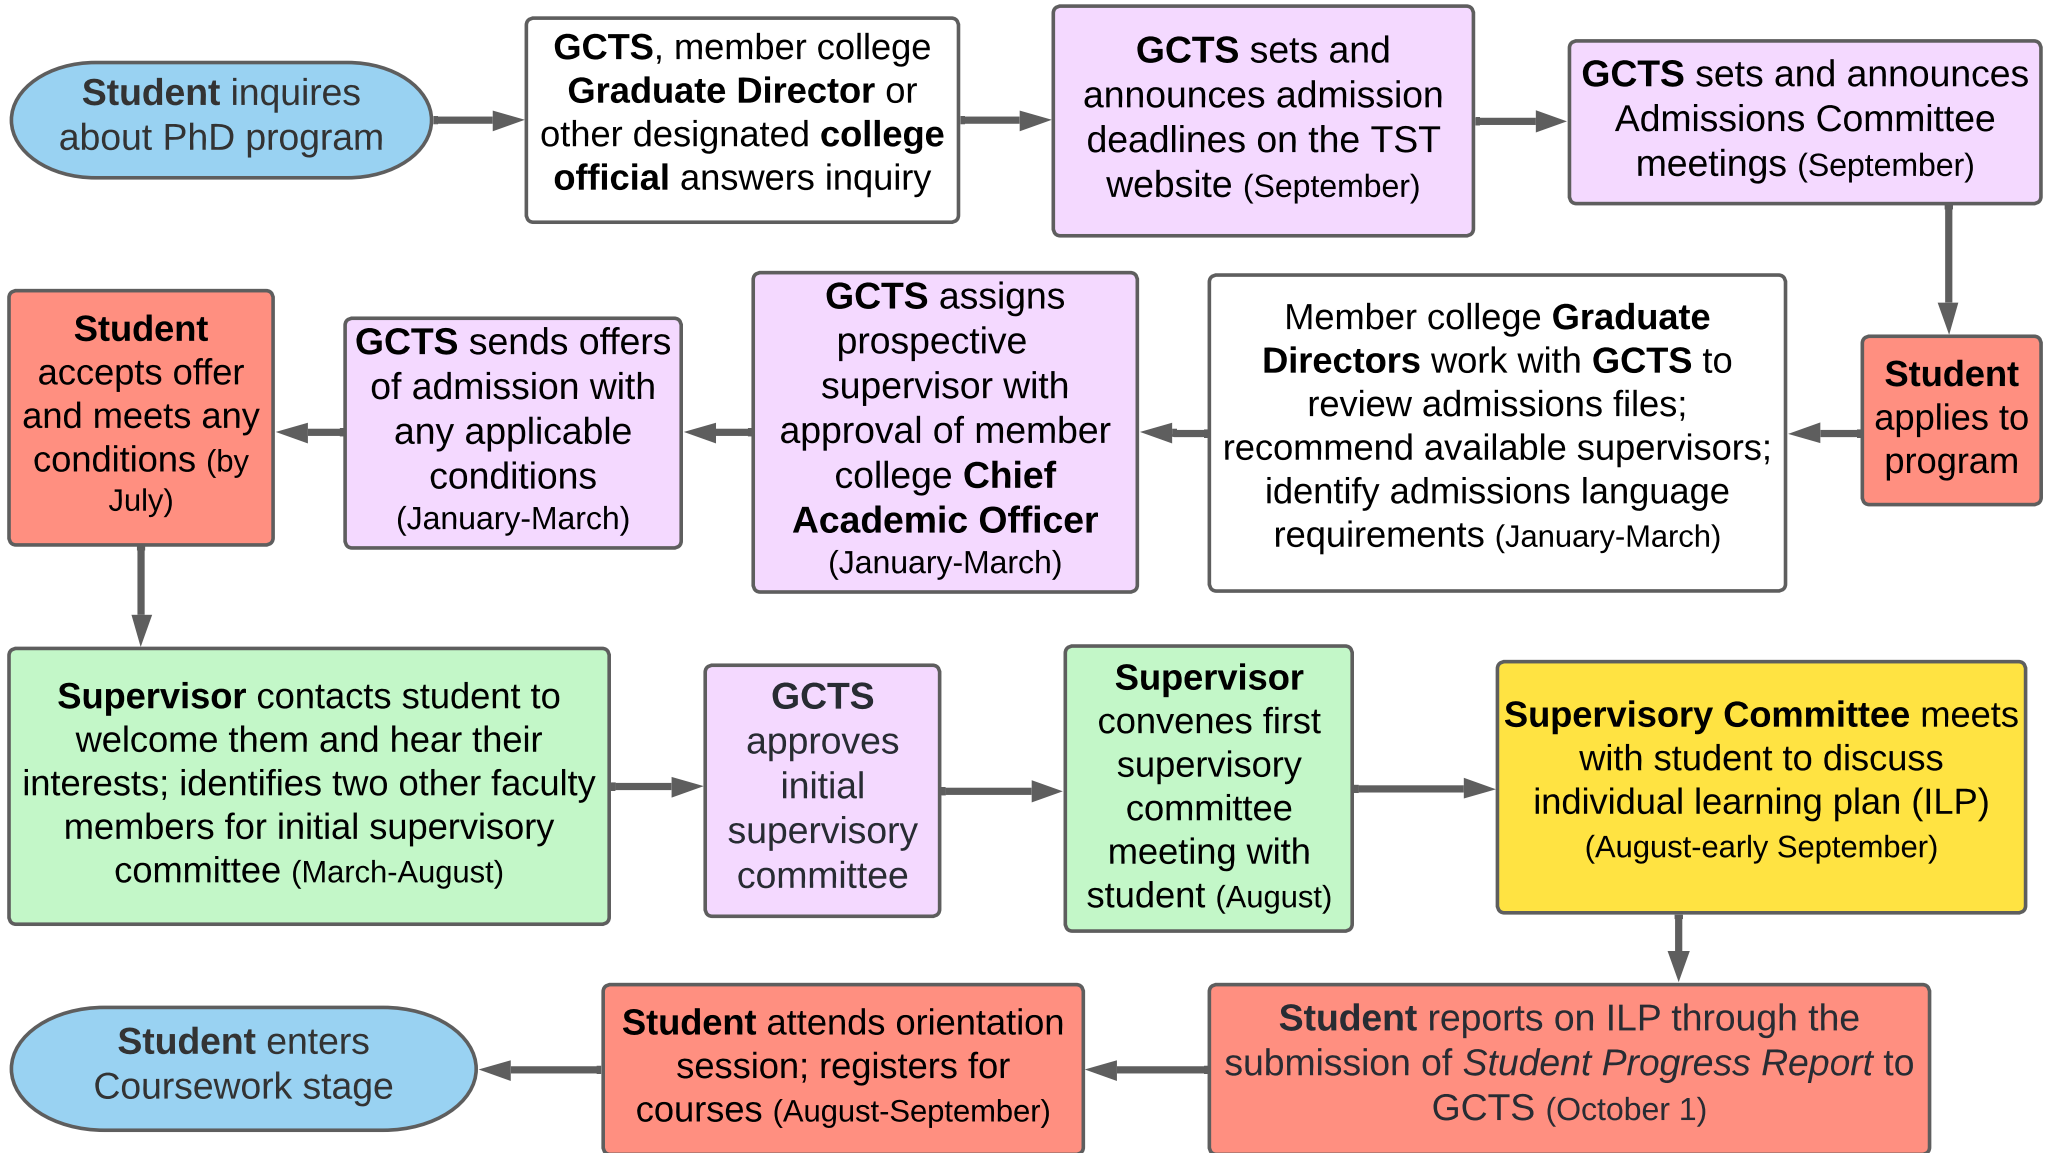 Student inquires
about PhD program
GCTS, member college
Graduate Director or
other designated college
official answers inquiry
GCTS sets and
announces admission
deadlines on the TST
website (September)
GCTS sets and announces
Admissions Committee
meetings (September)
Student
applies to
program
Member college Graduate
Directors work with GCTS to
review admissions files;
recommend available supervisors;
identify admissions language
requirements (January-March)
GCTS assigns
prospective
supervisor with
approval of member
college Chief
Academic Officer
(January-March)
GCTS sends offers
of admission with
any applicable
conditions
(January-March)
Student
accepts offer
and meets any
conditions (by
July)
Supervisor contacts student to
welcome them and hear their
interests; identifies two other faculty
members for initial supervisory
committee (March-August)
GCTS
approves
initial
supervisory
committee
Supervisor
convenes first
supervisory
committee
meeting with
student (August)
Supervisory Committee meets
with student to discuss
individual learning plan (ILP)
(August-early September)
Student reports on ILP through the
submission of Student Progress Report to
GCTS (October 1)
Student attends orientation
session; registers for
courses (August-September)
Student enters
Coursework stage